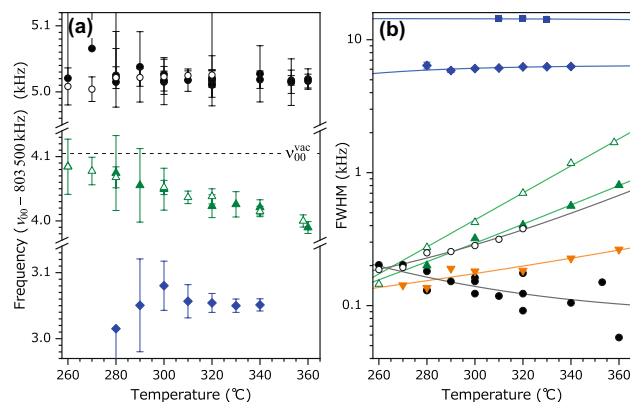 (a)
5.1
5.0
4.1
4.0
3.1
3.0
ν00^vac
Frequency (ν00 − 803 500 kHz) (kHz)
260 280 300 320 340 360
Temperature (℃)
(b)
10
1
0.1
FWHM (kHz)
260 280 300 320 340 360
Temperature (℃)